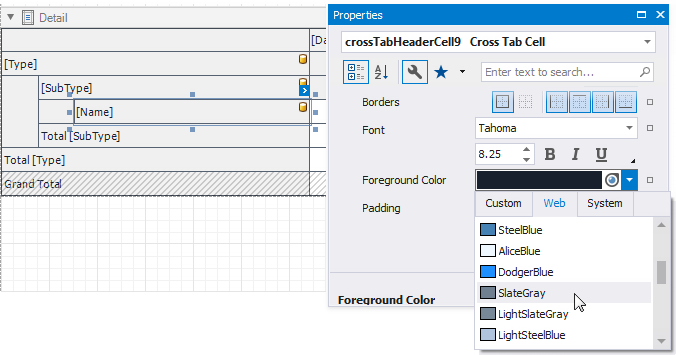 Detail
[Da
[Type]
[SubType]
[Name]
Total [SubType]
Total [Type]
Grand Total
Properties
crossTabHeaderCell9 Cross Tab Cell
A
Z
Enter text to search...
Borders
Font
Tahoma
8.25
B I U
Foreground Color
Padding
Custom Web System
SteelBlue
AliceBlue
DodgerBlue
SlateGray
LightSlateGray
LightSteelBlue
Foreground Color